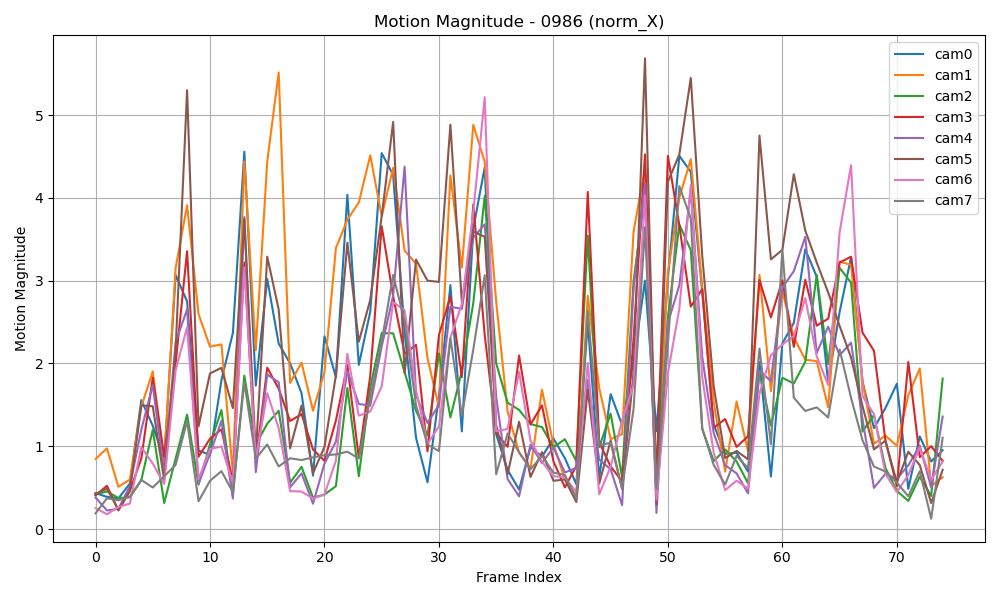 Motion Magnitude - 0986 (norm_X)
cam0
cam1
cam2
cam3
cam4
cam5
cam6
cam7
Motion Magnitude
5
4
3
2
1
0
0 10 20 30 40 50 60 70
Frame Index